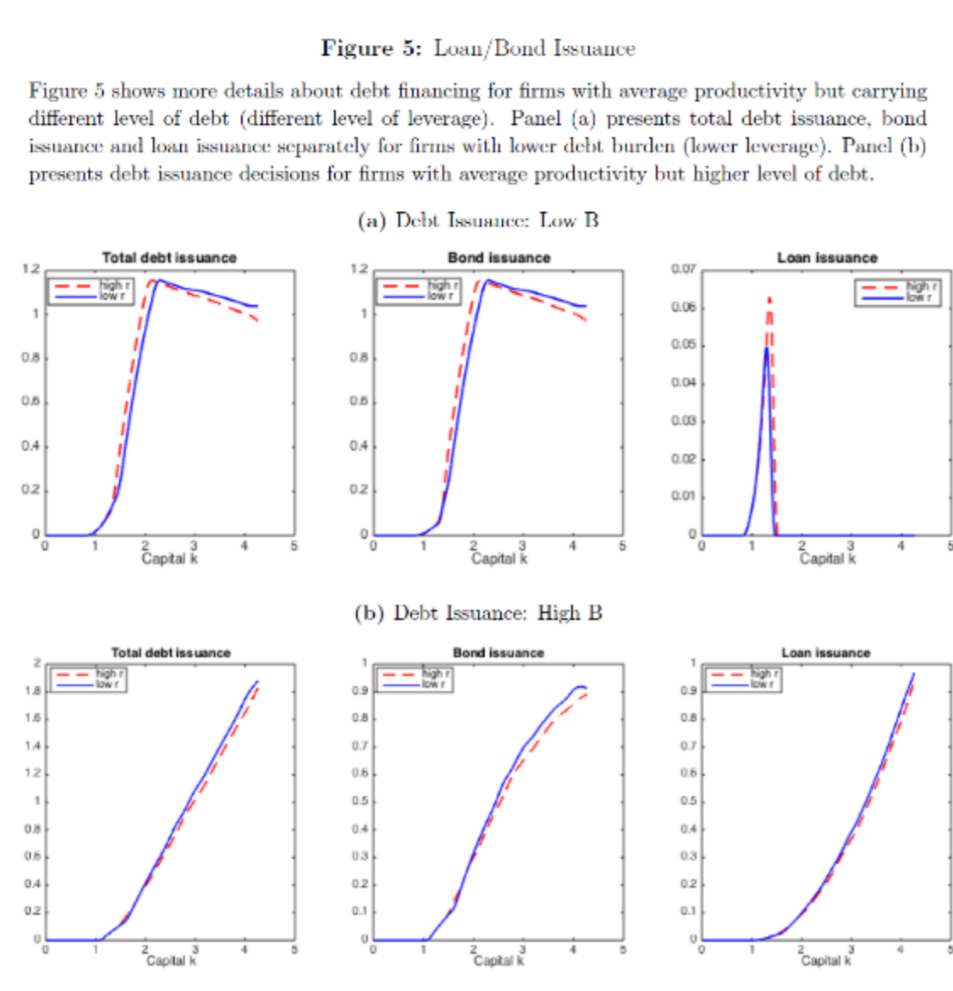 Figure 5: Loan/Bond Issuance
Figure 5 shows more details about debt financing for firms with average productivity but carrying
different level of debt (different level of leverage). Panel (a) presents total debt issuance, bond
issuance and loan issuance separately for firms with lower debt burden (lower leverage). Panel (b)
presents debt issuance decisions for firms with average productivity but higher level of debt.
(a) Debt Issuance: Low B
Total debt issuance
1.2
1
0.8
0.6
0.4
0.2
0
high r
low r
0 1 2 3 4 5
Capital k
Bond issuance
1.2
1
0.8
0.6
0.4
0.2
0
high r
low r
0 1 2 3 4 5
Capital k
Loan issuance
0.07
0.06
0.05
0.04
0.03
0.02
0.01
0
high r
low r
0 1 2 3 4 5
Capital k
(b) Debt Issuance: High B
Total debt issuance
2
1.8
1.6
1.4
1.2
1
0.8
0.6
0.4
0.2
0
high r
low r
0 1 2 3 4 5
Capital k
Bond issuance
1
0.9
0.8
0.7
0.6
0.5
0.4
0.3
0.2
0.1
0
high r
low r
0 1 2 3 4 5
Capital k
Loan issuance
1
0.9
0.8
0.7
0.6
0.5
0.4
0.3
0.2
0.1
0
high r
low r
0 1 2 3 4 5
Capital k